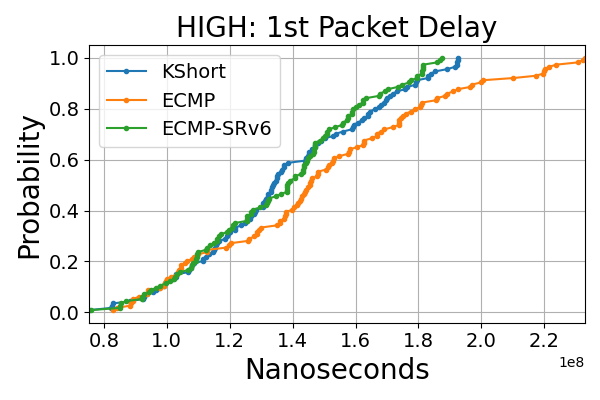 HIGH: 1st Packet Delay
Probability
1.0
0.8
0.6
0.4
0.2
0.0
KShort
ECMP
ECMP-SRv6
0.8 1.0 1.2 1.4 1.6 1.8 2.0 2.2
1e8
Nanoseconds